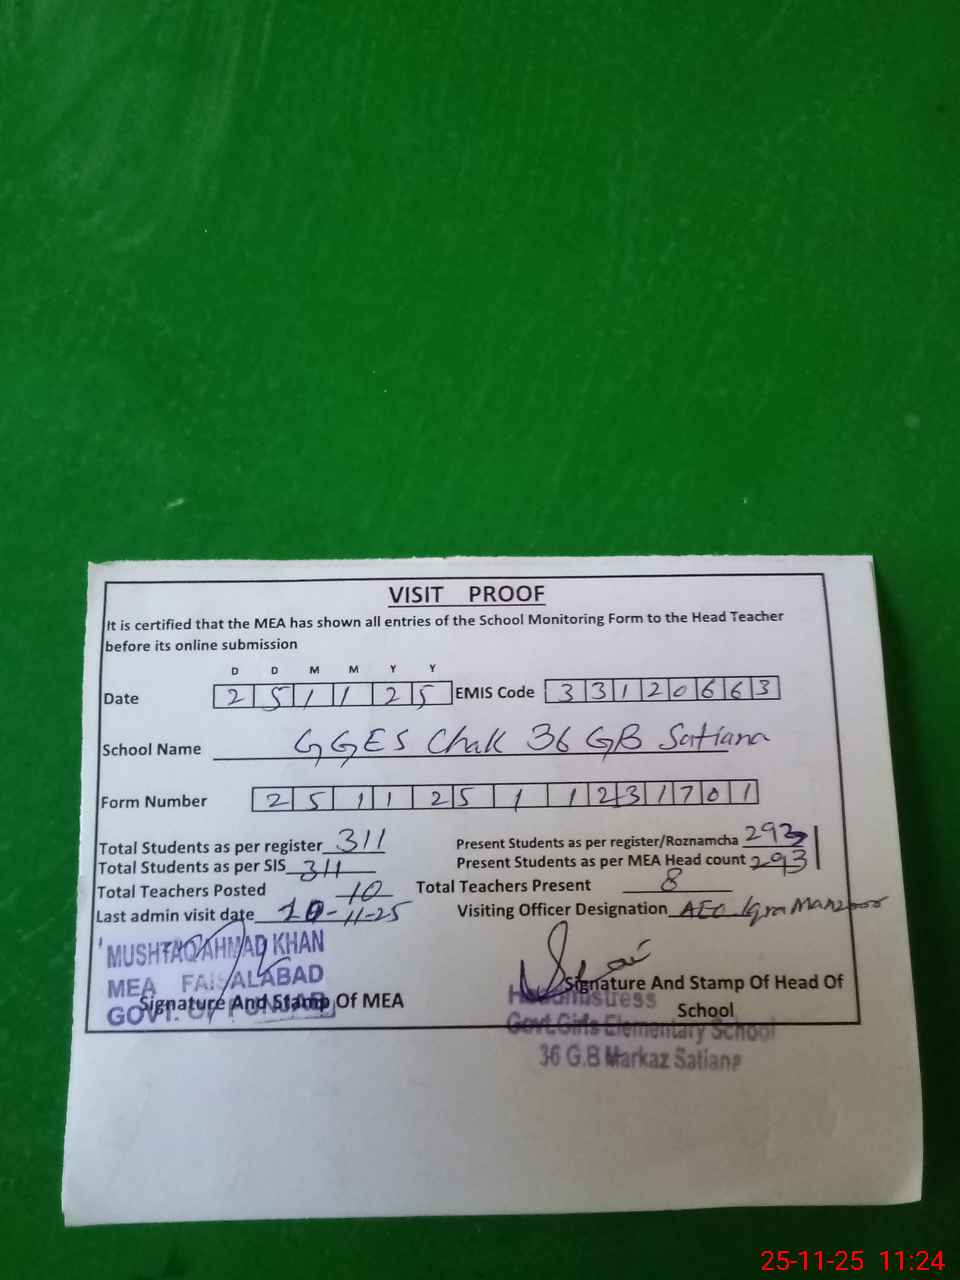 VISIT PROOF
It is certified that the MEA has shown all entries of the School Monitoring Form to the Head Teacher
before its online submission
D D M M Y Y
Date 2 5 1 1 2 5 EMIS Code 3 3 1 2 0 6 6 3
School Name GGES Chak 36 GB Satiana
Form Number 2 5 1 1 2 5 1 1 2 3 1 7 0 1
Total Students as per register 311 Present Students as per register/Roznamcha 293
Total Students as per SIS 311 Present Students as per MEA Head count 293
Total Teachers Posted 10 Total Teachers Present 8
Last admin visit date 10-11-25 Visiting Officer Designation AEO Iqra Manzoor
MUSHTAQ AHMAD KHAN
MEA FAISALABAD
GOVT. OF PUNJAB
Signature And Stamp Of MEA
Signature And Stamp Of Head Of
School
Headmistress
Govt.Girls Elementary School
36 G.B Markaz Satiana
25-11-25 11:24